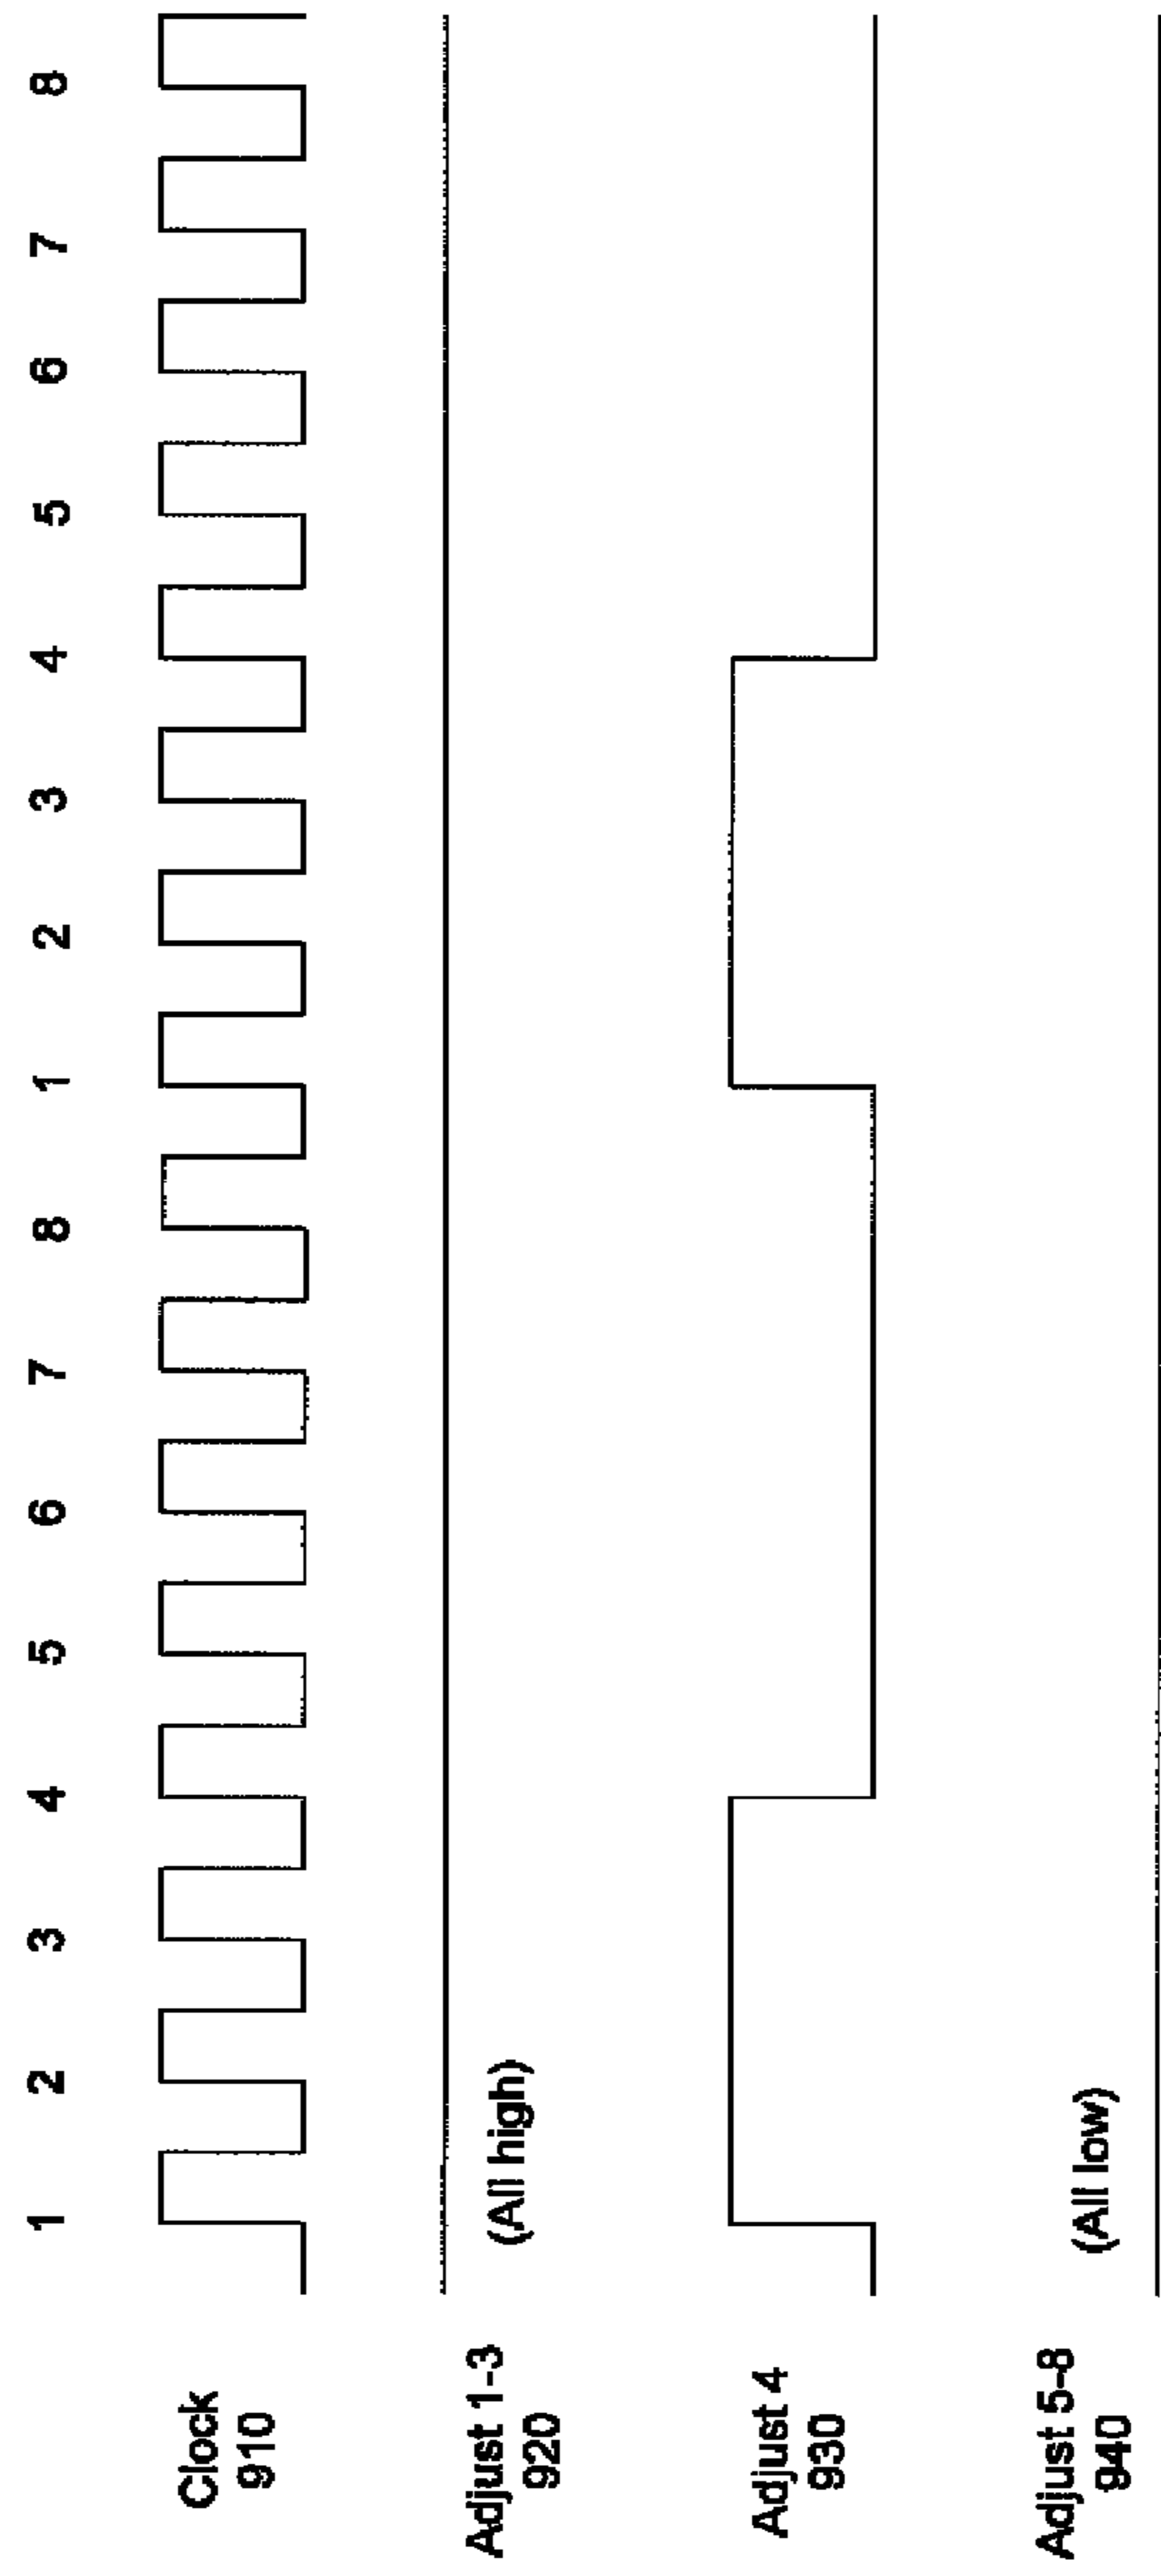 1 2 3 4 5 6 7 8 1 2 3 4 5 6 7 8
Clock
910
Adjust 1-3
920
(All high)
Adjust 4
930
Adjust 5-8
940
(All low)